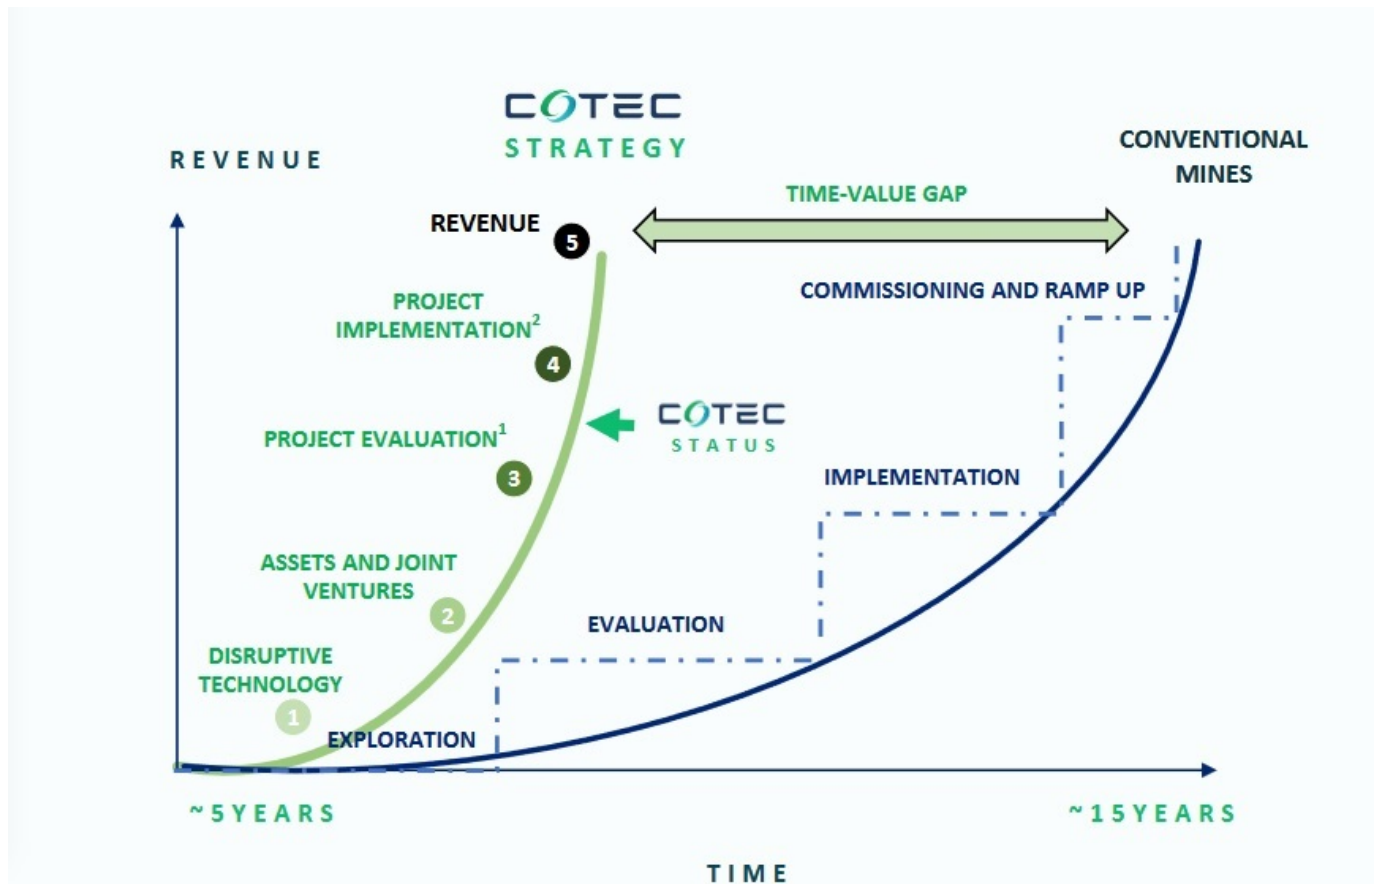 COTEC
STRATEGY
REVENUE
CONVENTIONAL
MINES
TIME-VALUE GAP
REVENUE
5
COMMISSIONING AND RAMP UP
PROJECT
IMPLEMENTATION²
4
COTEC
STATUS
PROJECT EVALUATION¹
3
IMPLEMENTATION
ASSETS AND JOINT
VENTURES
2
EVALUATION
DISRUPTIVE
TECHNOLOGY
1
EXPLORATION
~5YEARS
~15YEARS
TIME